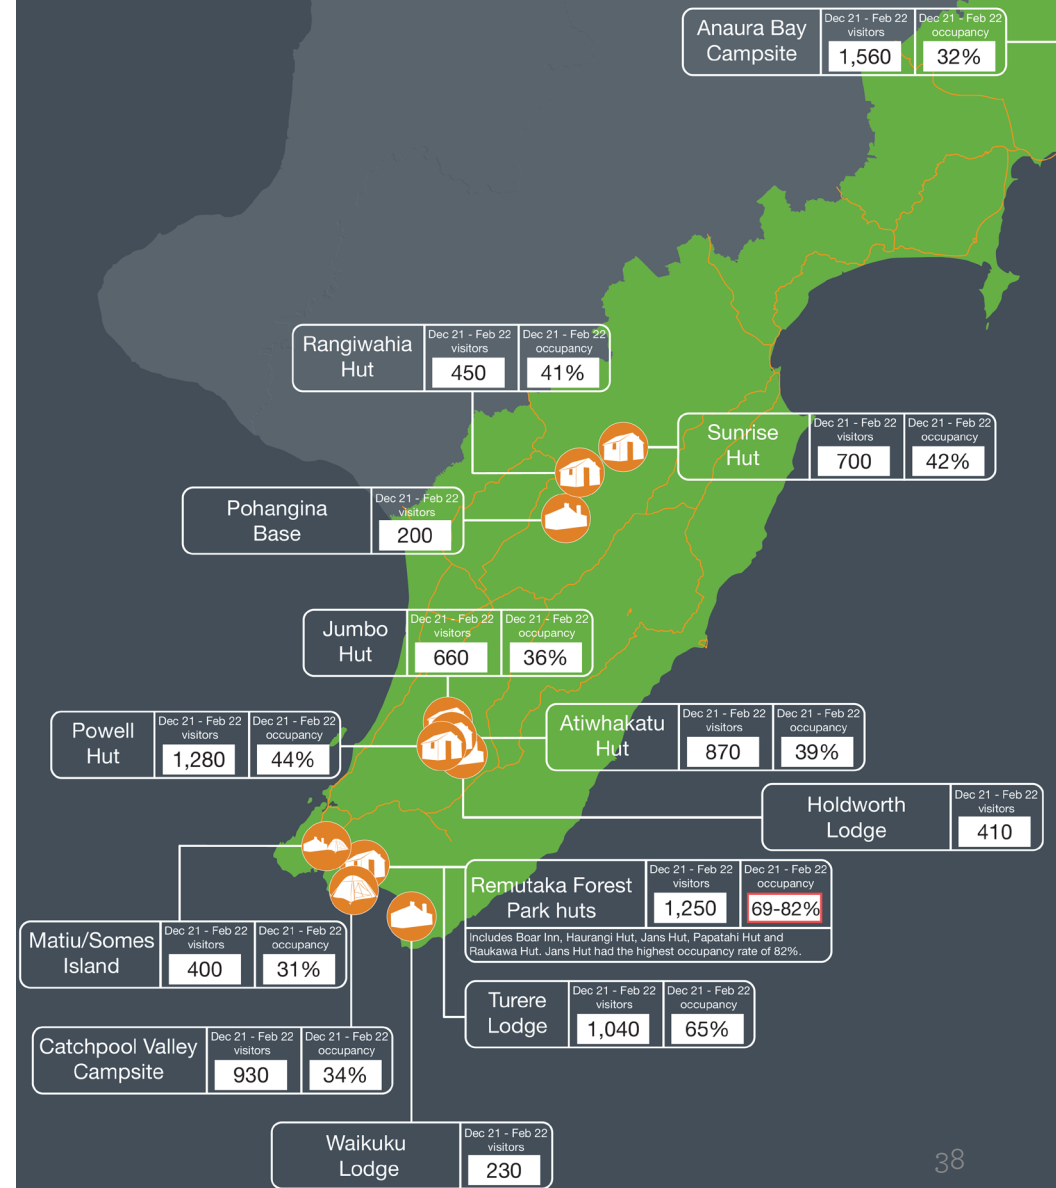 Anaura Bay
Campsite
Dec 21 - Feb 22
visitors
1,560
Dec 21 - Feb 22
occupancy
32%
Rangiwahia
Hut
Dec 21 - Feb 22
visitors
450
Dec 21 - Feb 22
occupancy
41%
Sunrise
Hut
Dec 21 - Feb 22
visitors
700
Dec 21 - Feb 22
occupancy
42%
Pohangina
Base
Dec 21 - Feb 22
visitors
200
Jumbo
Hut
Dec 21 - Feb 22
visitors
660
Dec 21 - Feb 22
occupancy
36%
Powell
Hut
Dec 21 - Feb 22
visitors
1,280
Dec 21 - Feb 22
occupancy
44%
Atiwhakatu
Hut
Dec 21 - Feb 22
visitors
870
Dec 21 - Feb 22
occupancy
39%
Holdworth
Lodge
Dec 21 - Feb 22
visitors
410
Remutaka Forest
Park huts
Dec 21 - Feb 22
visitors
1,250
Dec 21 - Feb 22
occupancy
69-82%
Includes Boar Inn, Haurangi Hut, Jans Hut, Papatahi Hut and
Raukawa Hut. Jans Hut had the highest occupancy rate of 82%.
Matiu/Somes
Island
Dec 21 - Feb 22
visitors
400
Dec 21 - Feb 22
occupancy
31%
Turere
Lodge
Dec 21 - Feb 22
visitors
1,040
Dec 21 - Feb 22
occupancy
65%
Catchpool Valley
Campsite
Dec 21 - Feb 22
visitors
930
Dec 21 - Feb 22
occupancy
34%
Waikuku
Lodge
Dec 21 - Feb 22
visitors
230
38